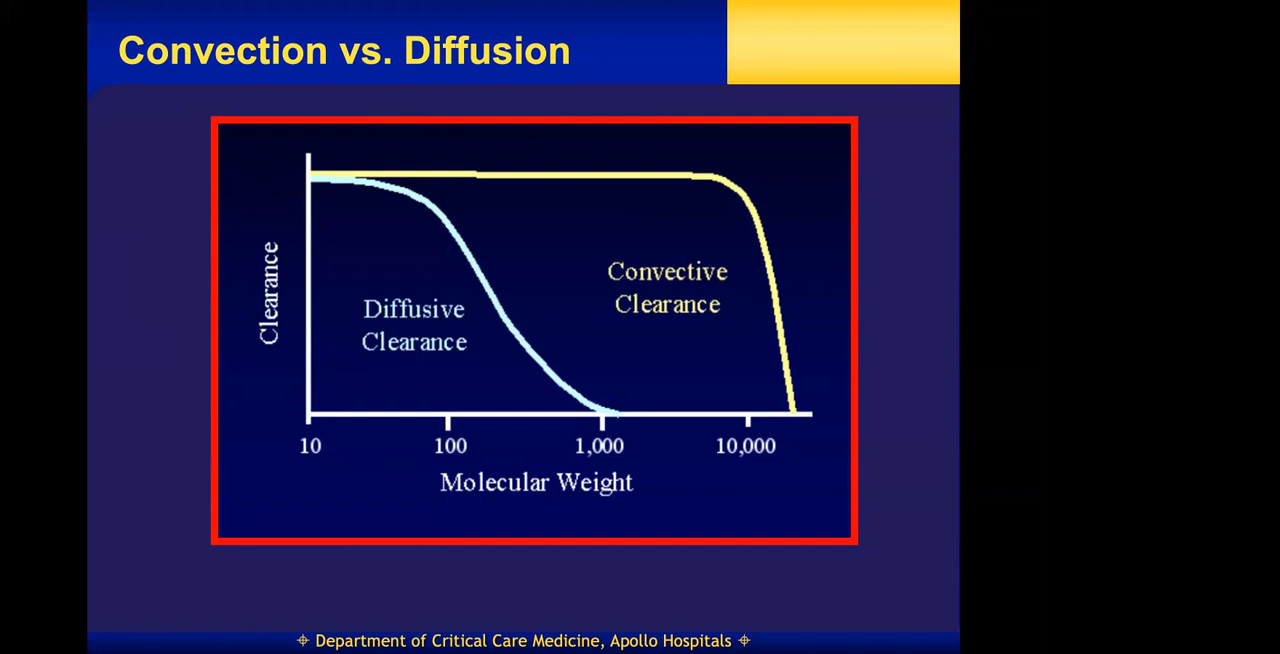 Convection vs. Diffusion
Clearance
Diffusive
Clearance
Convective
Clearance
10
100
1,000
10,000
Molecular Weight
⌖ Department of Critical Care Medicine, Apollo Hospitals ⌖